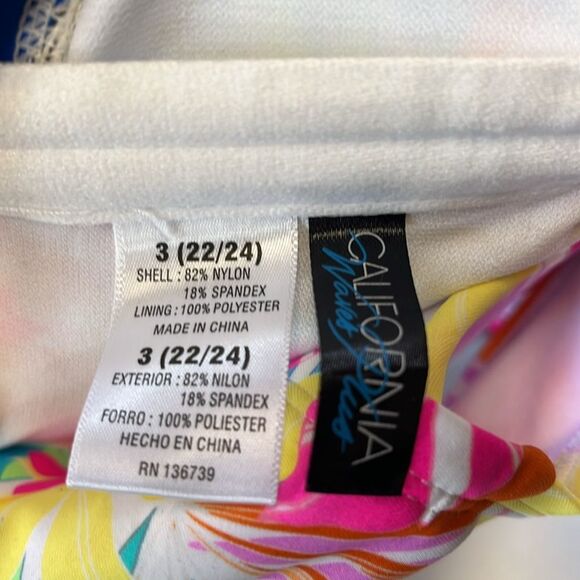 3 (22/24)
SHELL : 82% NYLON
18% SPANDEX
LINING : 100% POLYESTER
MADE IN CHINA
3 (22/24)
EXTERIOR : 82% NILON
18% SPANDEX
FORRO : 100% POLIESTER
HECHO EN CHINA
RN 136739
CALIFORNIA
Waves Plus